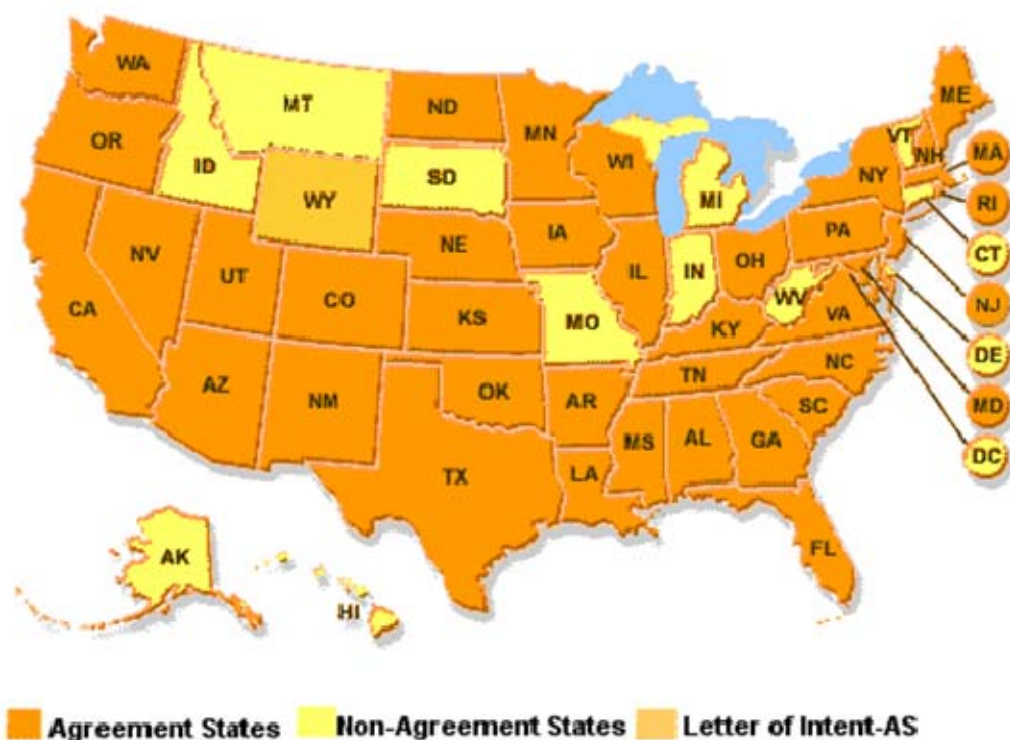 WA
MT
ND
MN
ME
OR
ID
SD
WI
MI
VT
NH
MA
NY
RI
WY
CT
NV
UT
CO
NE
IA
IL
IN
OH
PA
NJ
CA
KS
MO
KY
WV
VA
DE
AZ
NM
OK
AR
TN
NC
MD
TX
LA
MS
AL
GA
SC
DC
AK
HI
FL
Agreement States Non-Agreement States Letter of Intent-AS